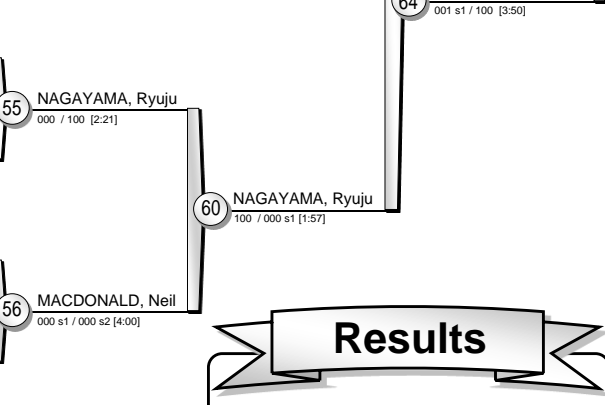 64
001 s1 / 100 [3:50]
55
NAGAYAMA, Ryuju
000 / 100 [2:21]
60
NAGAYAMA, Ryuju
100 / 000 s1 [1:57]
56
MACDONALD, Neil
000 s1 / 000 s2 [4:00]
Results